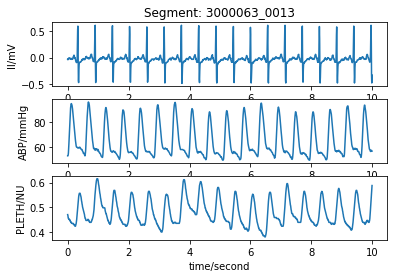 Segment: 3000063_0013
II/mV
0.5
0.0
−0.5
0 2 4 6 8 10
ABP/mmHg
80
60
0 2 4 6 8 10
PLETH/NU
0.6
0.5
0.4
0 2 4 6 8 10
time/second